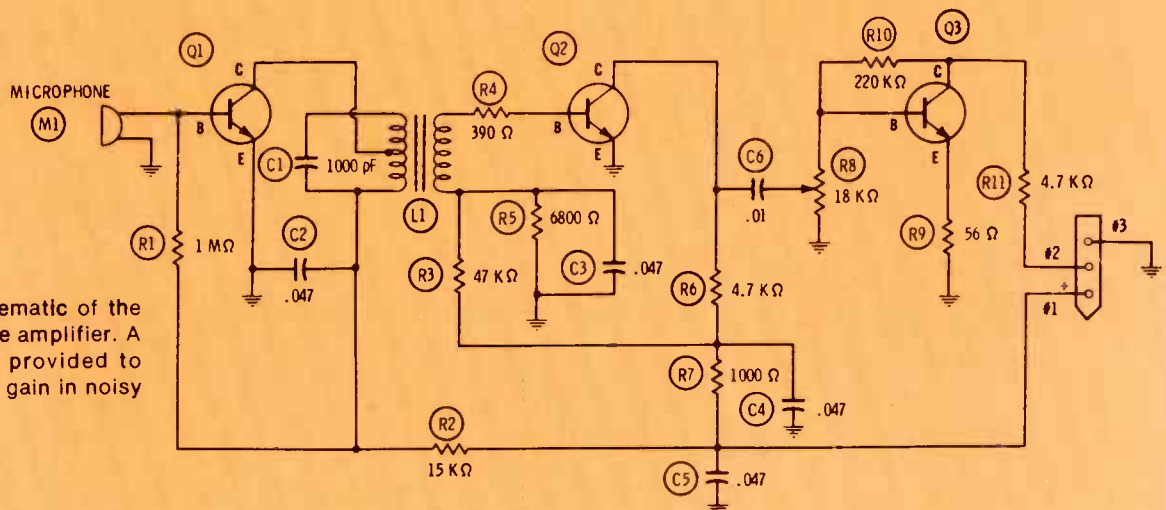 Q1
C
B
E
MICROPHONE
M1
R1
1 MΩ
C1
1000 pF
C2
.047
L1
R4
390 Ω
Q2
C
B
E
R5
6800 Ω
R3
47 KΩ
C3
.047
C6
.01
R6
4.7 KΩ
R7
1000 Ω
C4
.047
R2
15 KΩ
C5
.047
R10
220 KΩ
Q3
C
B
E
R8
18 KΩ
R9
56 Ω
R11
4.7 KΩ
#3
#2
+
#1
ematic of the
e amplifier. A
provided to
gain in noisy